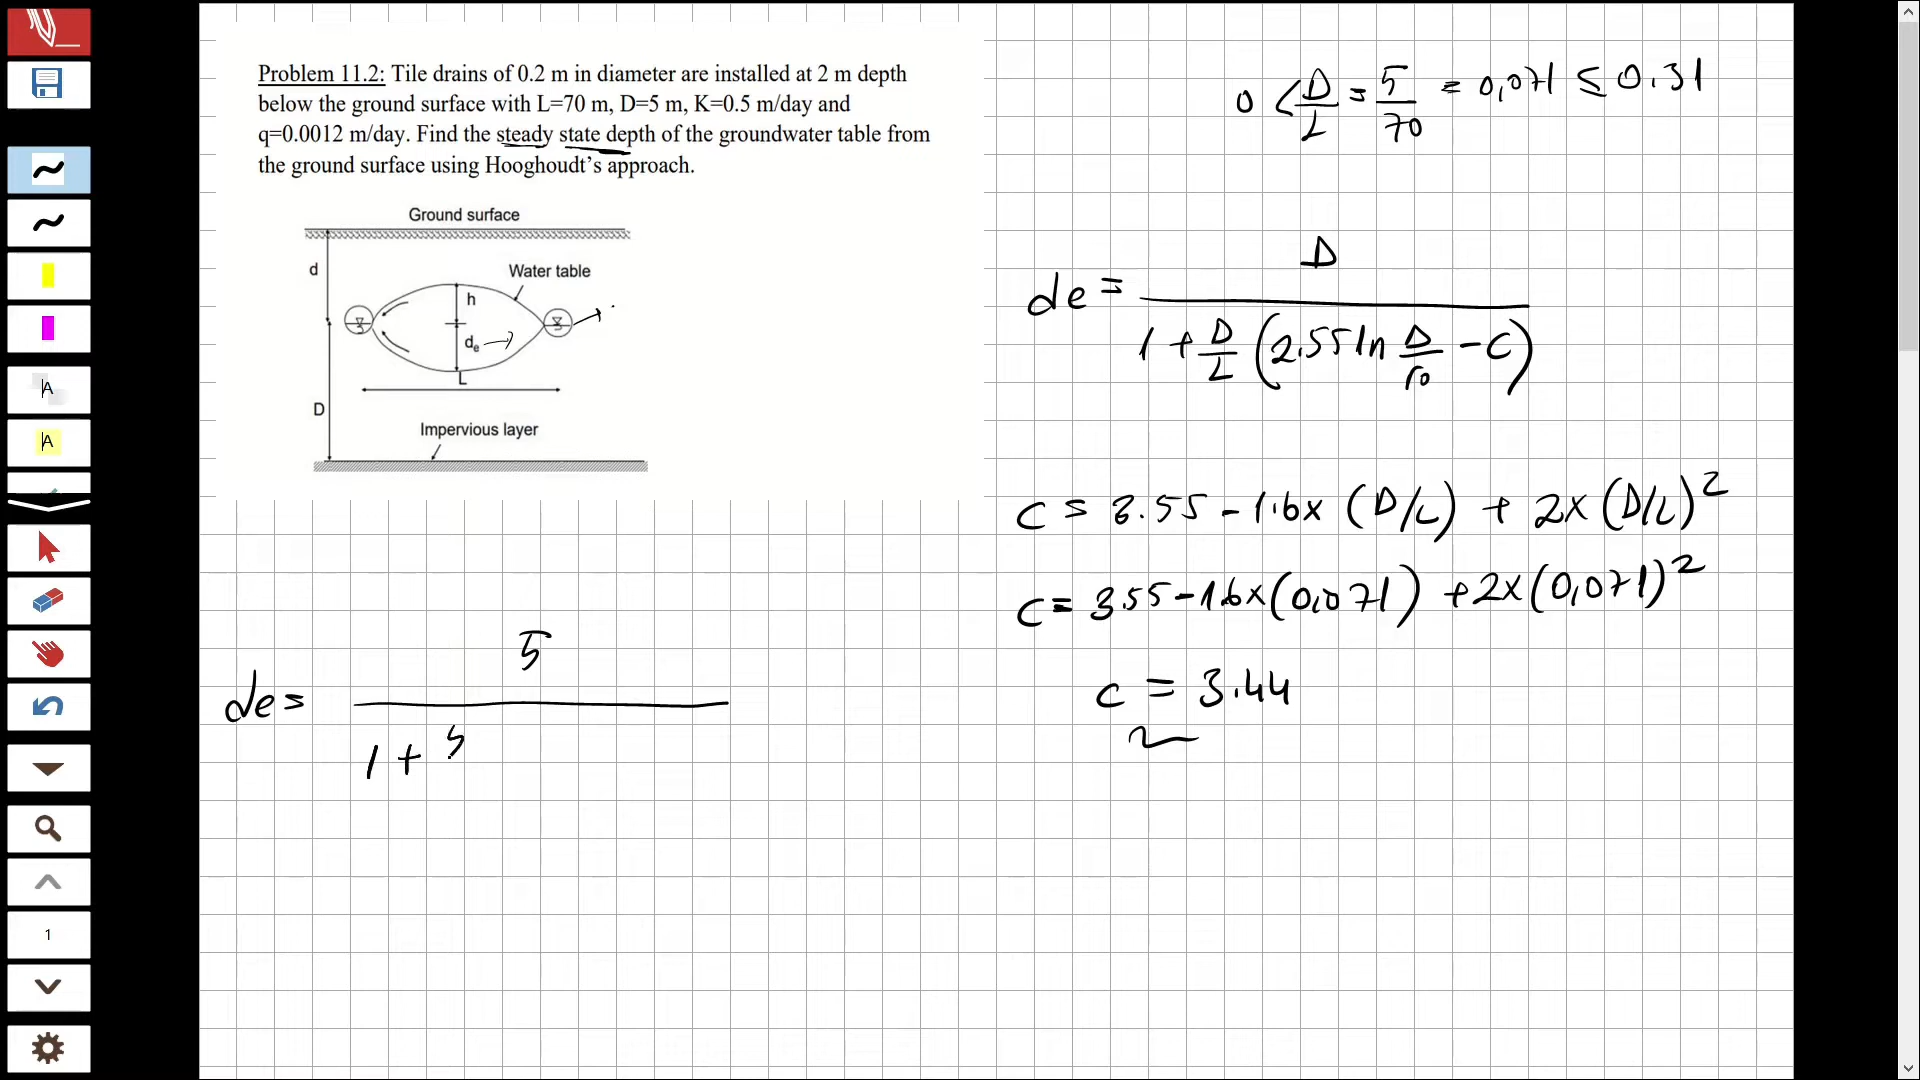 Problem 11.2: Tile drains of 0.2 m in diameter are installed at 2 m depth
below the ground surface with L=70 m, D=5 m, K=0.5 m/day and
q=0.0012 m/day. Find the steady state depth of the groundwater table from
the ground surface using Hooghoudt’s approach.
Ground surface
d
Water table
h
de
L
D
Impervious layer
0 < D/L = 5/70 = 0,071 ≤ 0.31
de = D / (1 + D/L (2.55 ln D/r0 - C))
C = 3.55 - 1.6x (D/L) + 2x (D/L)²
C = 3.55 - 1.6x (0,071) + 2x (0,071)²
C = 3.44
de = 5 / 1 + 5
A
A
1